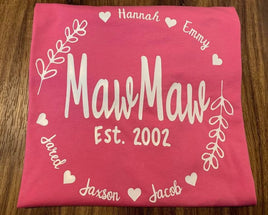 Hannah
Emmy
MawMaw
Est. 2002
Jared
Jaxson
Jacob